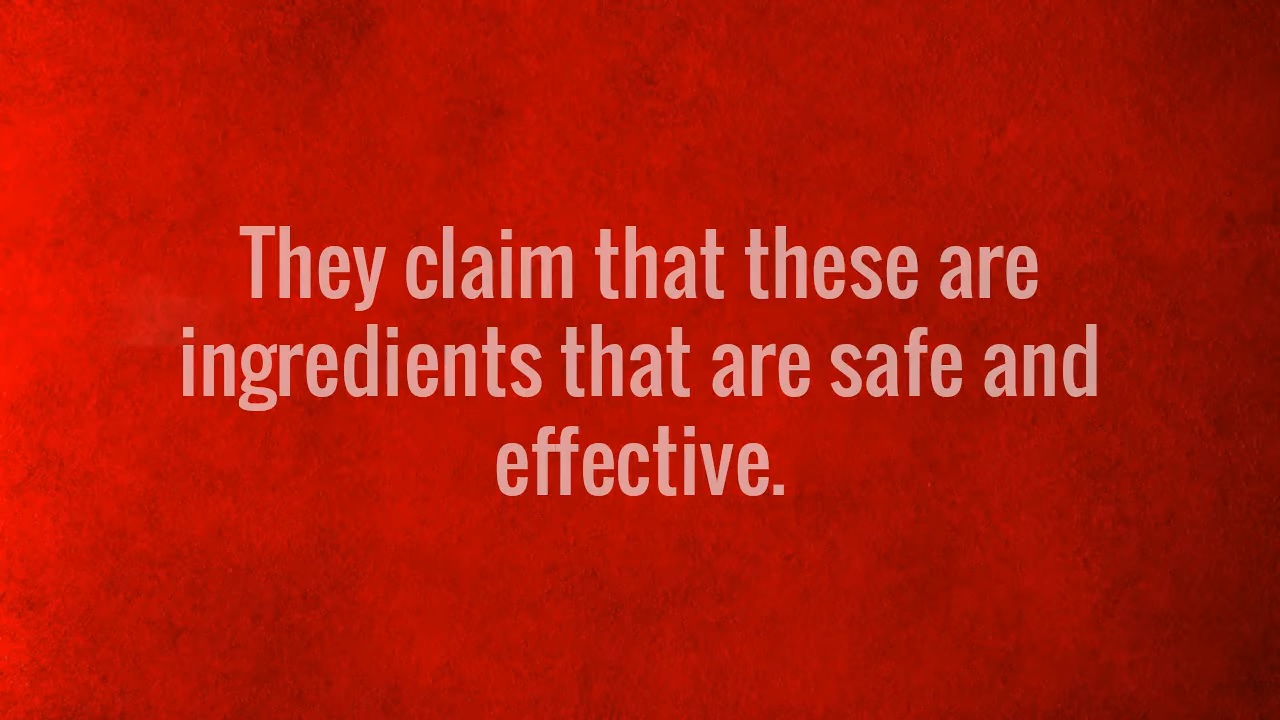 They claim that these are
ingredients that are safe and
effective.